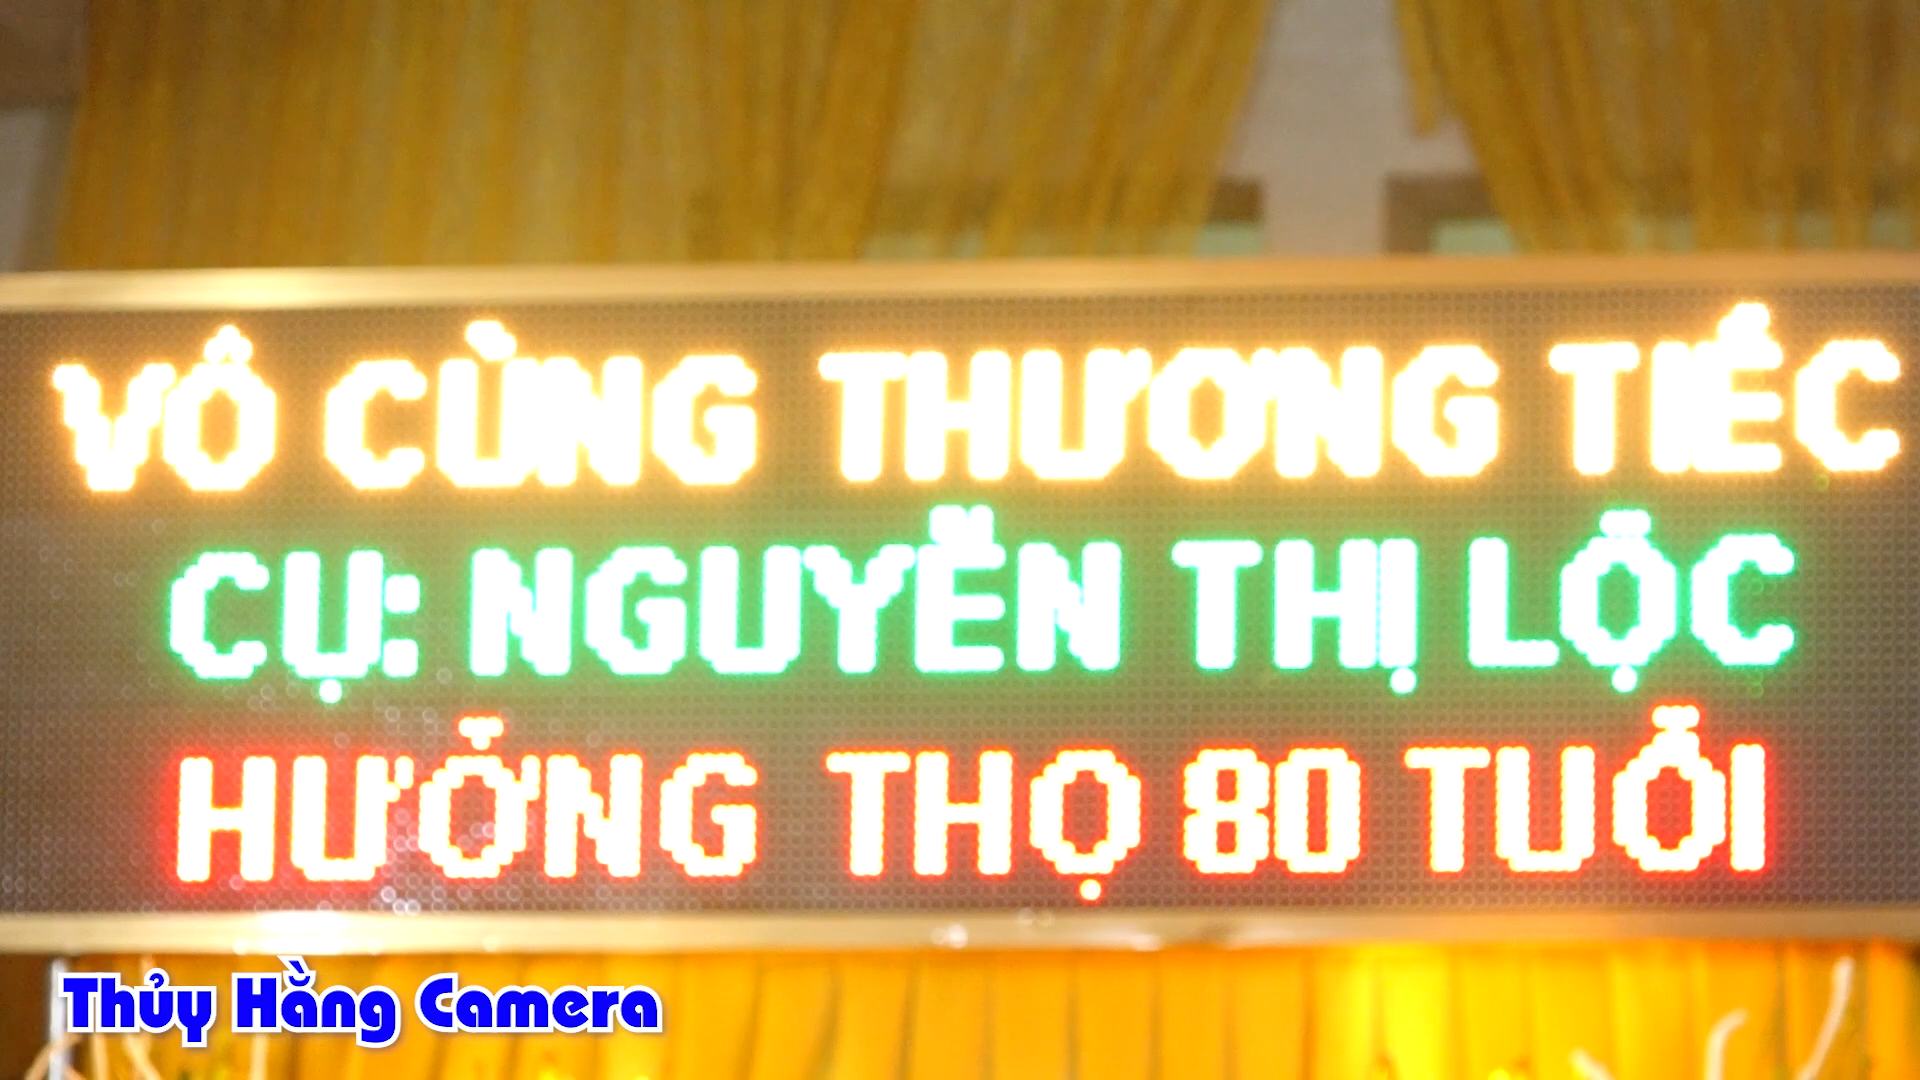 VÔ CÙNG THƯƠNG TIẾC
CỤ: NGUYỄN THỊ LỘC
HƯỞNG THỌ 80 TUỔI
Thủy Hằng Camera